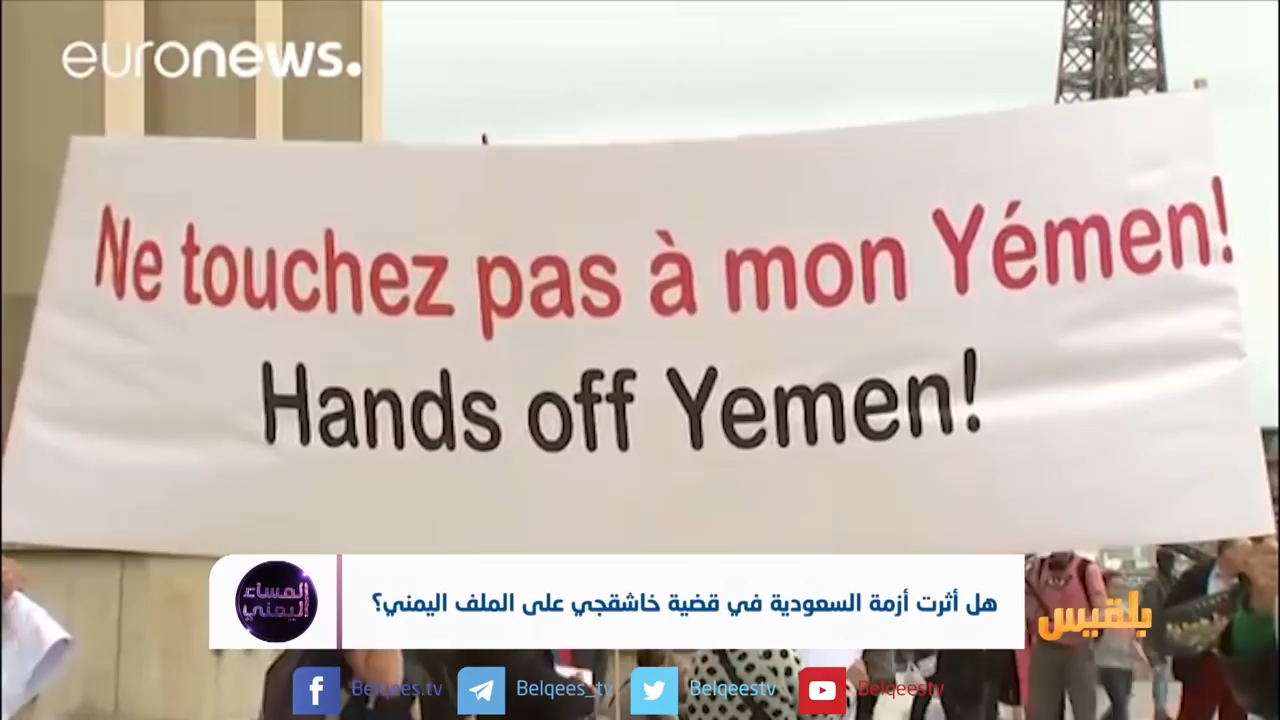 euronews.
Ne touchez pas à mon Yémen!
Hands off Yemen!
المساء
اليمني
هل أثرت أزمة السعودية في قضية خاشقجي على الملف اليمني؟
بلقيس
Belqees.tv
Belqees_tv
Belqeestv
Belqeestv